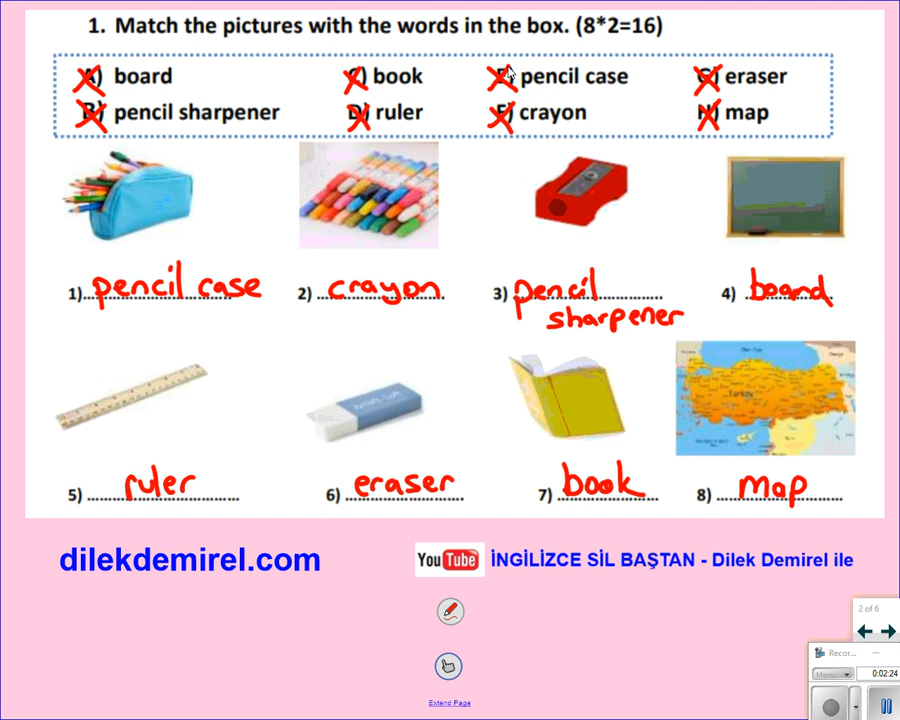 1. Match the pictures with the words in the box. (8*2=16)
A) board C) book E) pencil case G) eraser
B) pencil sharpener D) ruler F) crayon H) map
Turkey
1) pencil case 2) crayon 3) pencil sharpener 4) board
5) ruler 6) eraser 7) book 8) map
dilekdemirel.com
YouTube İNGİLİZCE SİL BAŞTAN - Dilek Demirel ile
2 of 6
Recor...
Menu
0:02:24
Extend Page